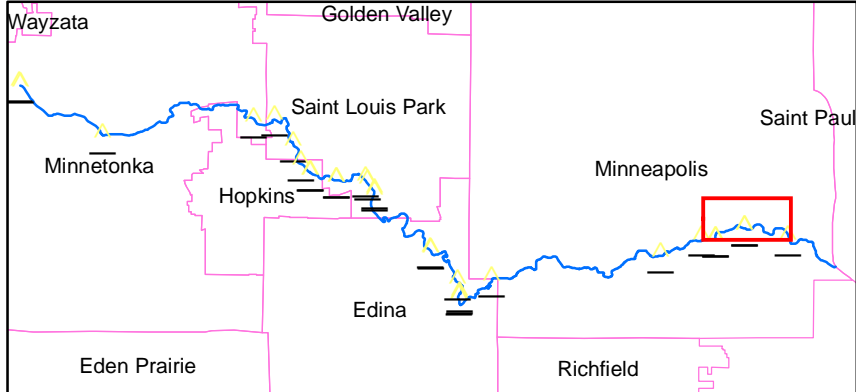 Golden Valley
Wayzata
Saint Louis Park
Saint Paul
Minnetonka
Minneapolis
Hopkins
Edina
Eden Prairie
Richfield